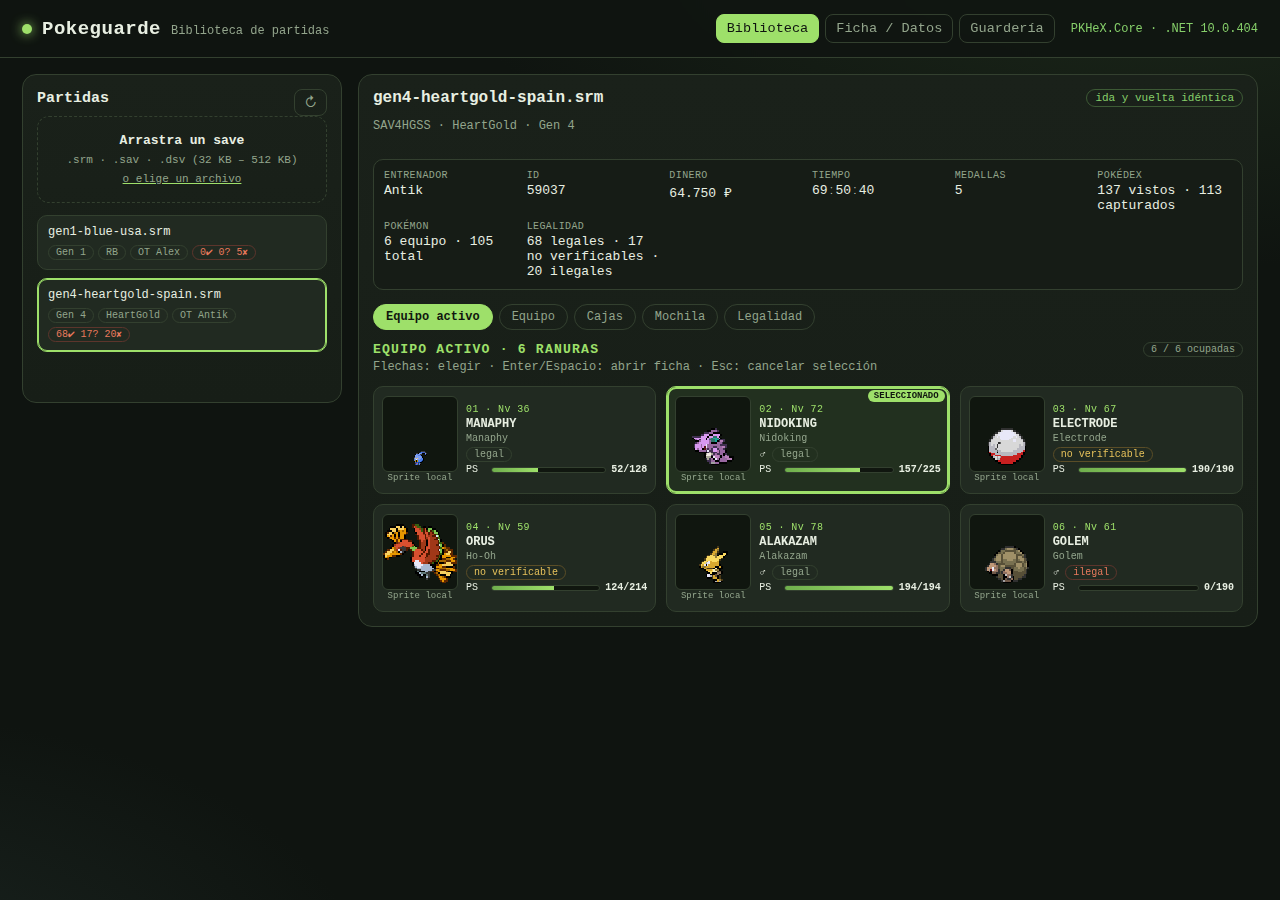 Pokeguarde Biblioteca de partidas
Biblioteca Ficha / Datos Guardería PKHeX.Core · .NET 10.0.404
Partidas
↻
Arrastra un save
.srm · .sav · .dsv (32 KB – 512 KB)
o elige un archivo
gen1-blue-usa.srm
Gen 1 RB OT Alex 0✔ 0? 5✘
gen4-heartgold-spain.srm
Gen 4 HeartGold OT Antik
68✔ 17? 20✘
gen4-heartgold-spain.srm
ida y vuelta idéntica
SAV4HGSS · HeartGold · Gen 4
ENTRENADOR
Antik
ID
59037
DINERO
64.750 ₽
TIEMPO
69:50:40
MEDALLAS
5
POKÉDEX
137 vistos · 113
capturados
POKÉMON
6 equipo · 105
total
LEGALIDAD
68 legales · 17
no verificables ·
20 ilegales
Equipo activo Equipo Cajas Mochila Legalidad
EQUIPO ACTIVO · 6 RANURAS
6 / 6 ocupadas
Flechas: elegir · Enter/Espacio: abrir ficha · Esc: cancelar selección
01 · Nv 36
MANAPHY
Manaphy
legal
PS 52/128
Sprite local
SELECCIONADO
02 · Nv 72
NIDOKING
Nidoking
♂ legal
PS 157/225
Sprite local
03 · Nv 67
ELECTRODE
Electrode
no verificable
PS 190/190
Sprite local
04 · Nv 59
ORUS
Ho-Oh
no verificable
PS 124/214
Sprite local
05 · Nv 78
ALAKAZAM
Alakazam
♂ legal
PS 194/194
Sprite local
06 · Nv 61
GOLEM
Golem
♂ ilegal
PS 0/190
Sprite local